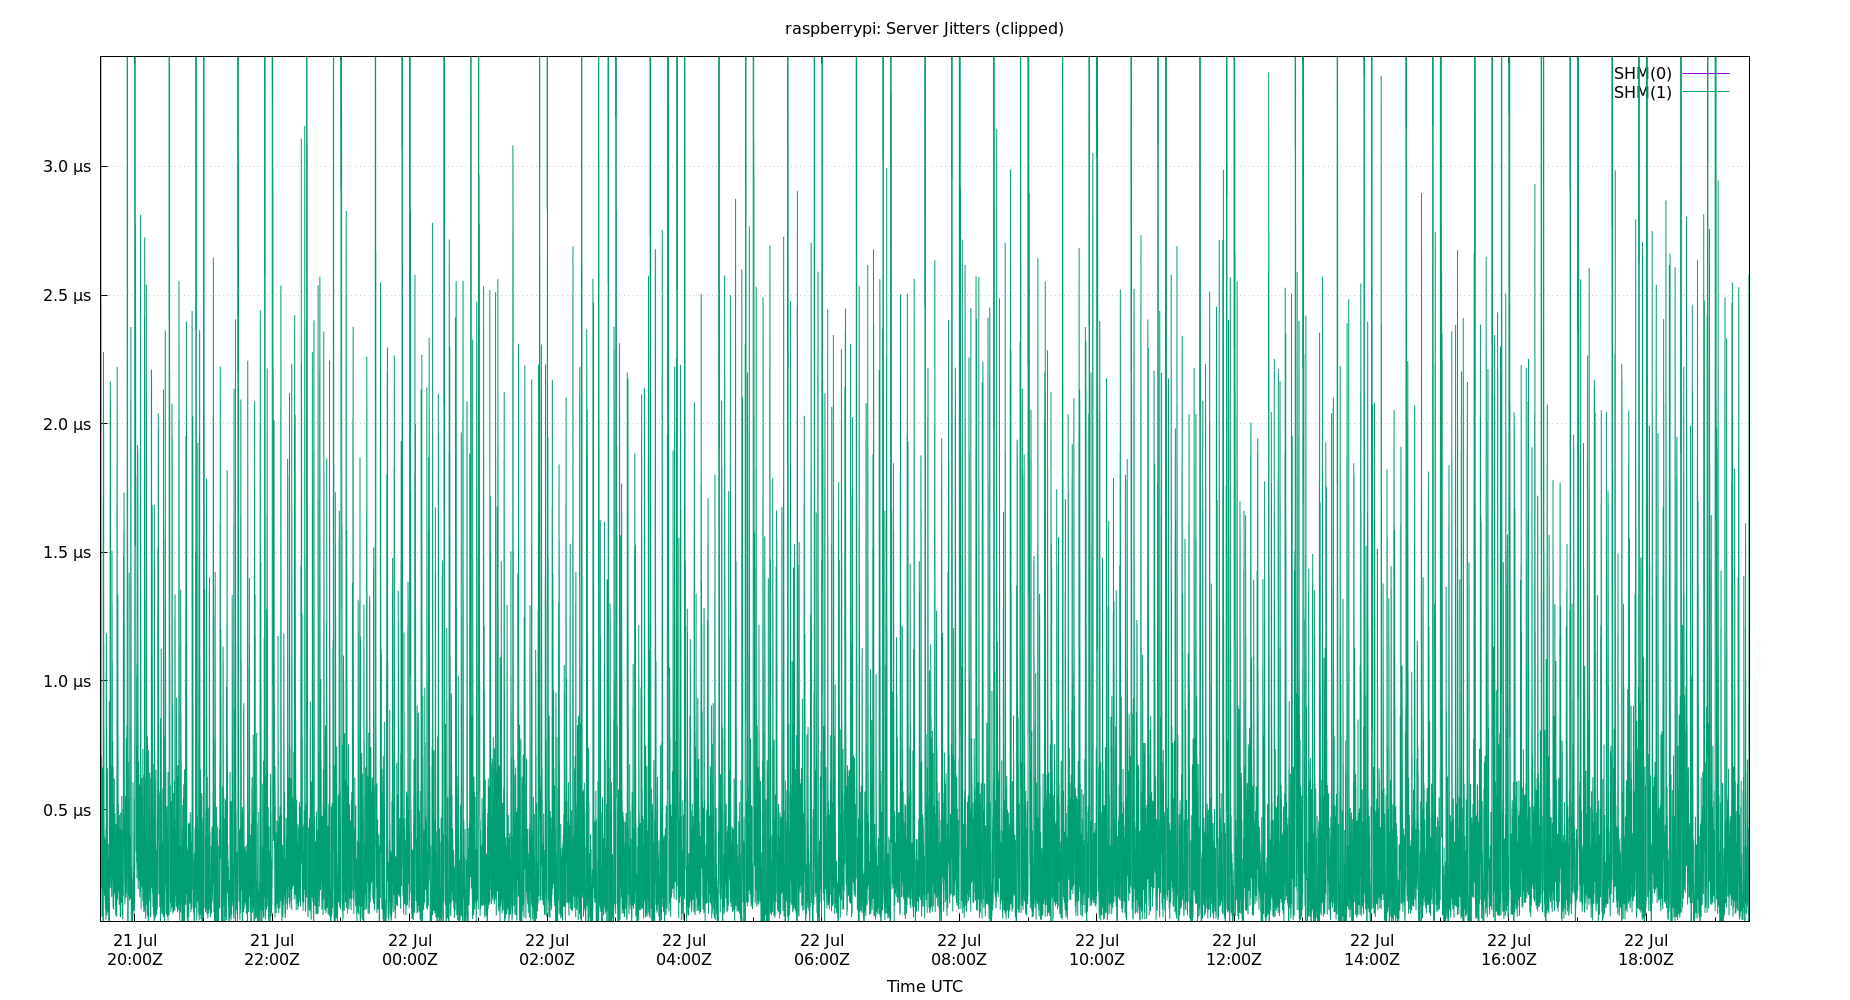 raspberrypi: Server Jitters (clipped)
SHM(0)
SHM(1)
3.0 μs
2.5 μs
2.0 μs
1.5 μs
1.0 μs
0.5 μs
21 Jul 21 Jul 22 Jul 22 Jul 22 Jul 22 Jul 22 Jul 22 Jul 22 Jul 22 Jul 22 Jul 22 Jul
20:00Z 22:00Z 00:00Z 02:00Z 04:00Z 06:00Z 08:00Z 10:00Z 12:00Z 14:00Z 16:00Z 18:00Z
Time UTC